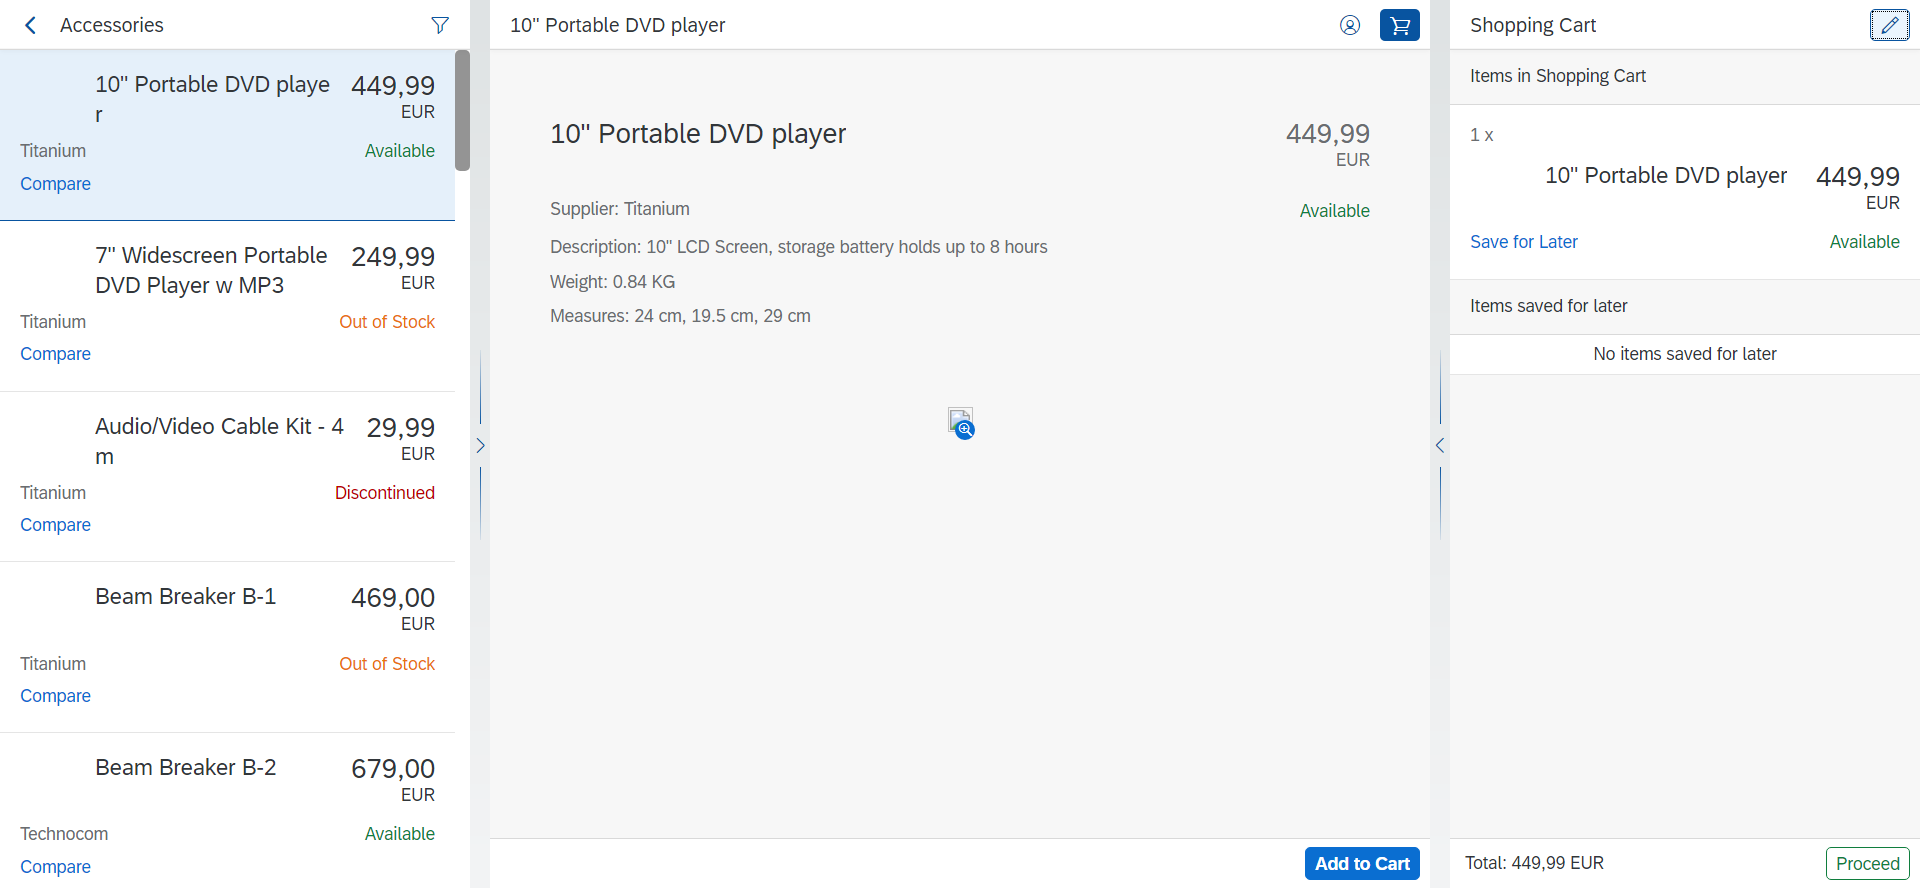 Accessories
10" Portable DVD playe
r
449,99
EUR
Titanium
Available
Compare
7" Widescreen Portable
DVD Player w MP3
249,99
EUR
Titanium
Out of Stock
Compare
Audio/Video Cable Kit - 4
m
29,99
EUR
Titanium
Discontinued
Compare
Beam Breaker B-1
469,00
EUR
Titanium
Out of Stock
Compare
Beam Breaker B-2
679,00
EUR
Technocom
Available
Compare
10" Portable DVD player
10" Portable DVD player
449,99
EUR
Supplier: Titanium
Available
Description: 10" LCD Screen, storage battery holds up to 8 hours
Weight: 0.84 KG
Measures: 24 cm, 19.5 cm, 29 cm
Add to Cart
Shopping Cart
Items in Shopping Cart
1 x
10" Portable DVD player
449,99
EUR
Save for Later
Available
Items saved for later
No items saved for later
Total: 449,99 EUR
Proceed